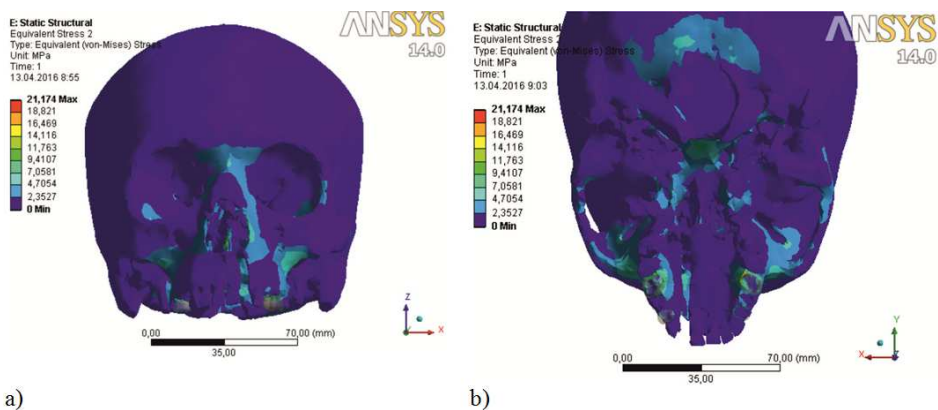 E: Static Structural
Equivalent Stress 2
Type: Equivalent (von-Mises) Stress
Unit: MPa
Time: 1
13.04.2016 8:55
21,174 Max
18,821
16,469
14,116
11,763
9,4107
7,0581
4,7054
2,3527
0 Min
ANSYS
14.0
0,00
70,00 (mm)
35,00
Z
X
a)
E: Static Structural
Equivalent Stress 2
Type: Equivalent (von-Mises) Stress
Unit: MPa
Time: 1
13.04.2016 9:03
21,174 Max
18,821
16,469
14,116
11,763
9,4107
7,0581
4,7054
2,3527
0 Min
ANSYS
14.0
0,00
70,00 (mm)
35,00
Y
X
Z
b)